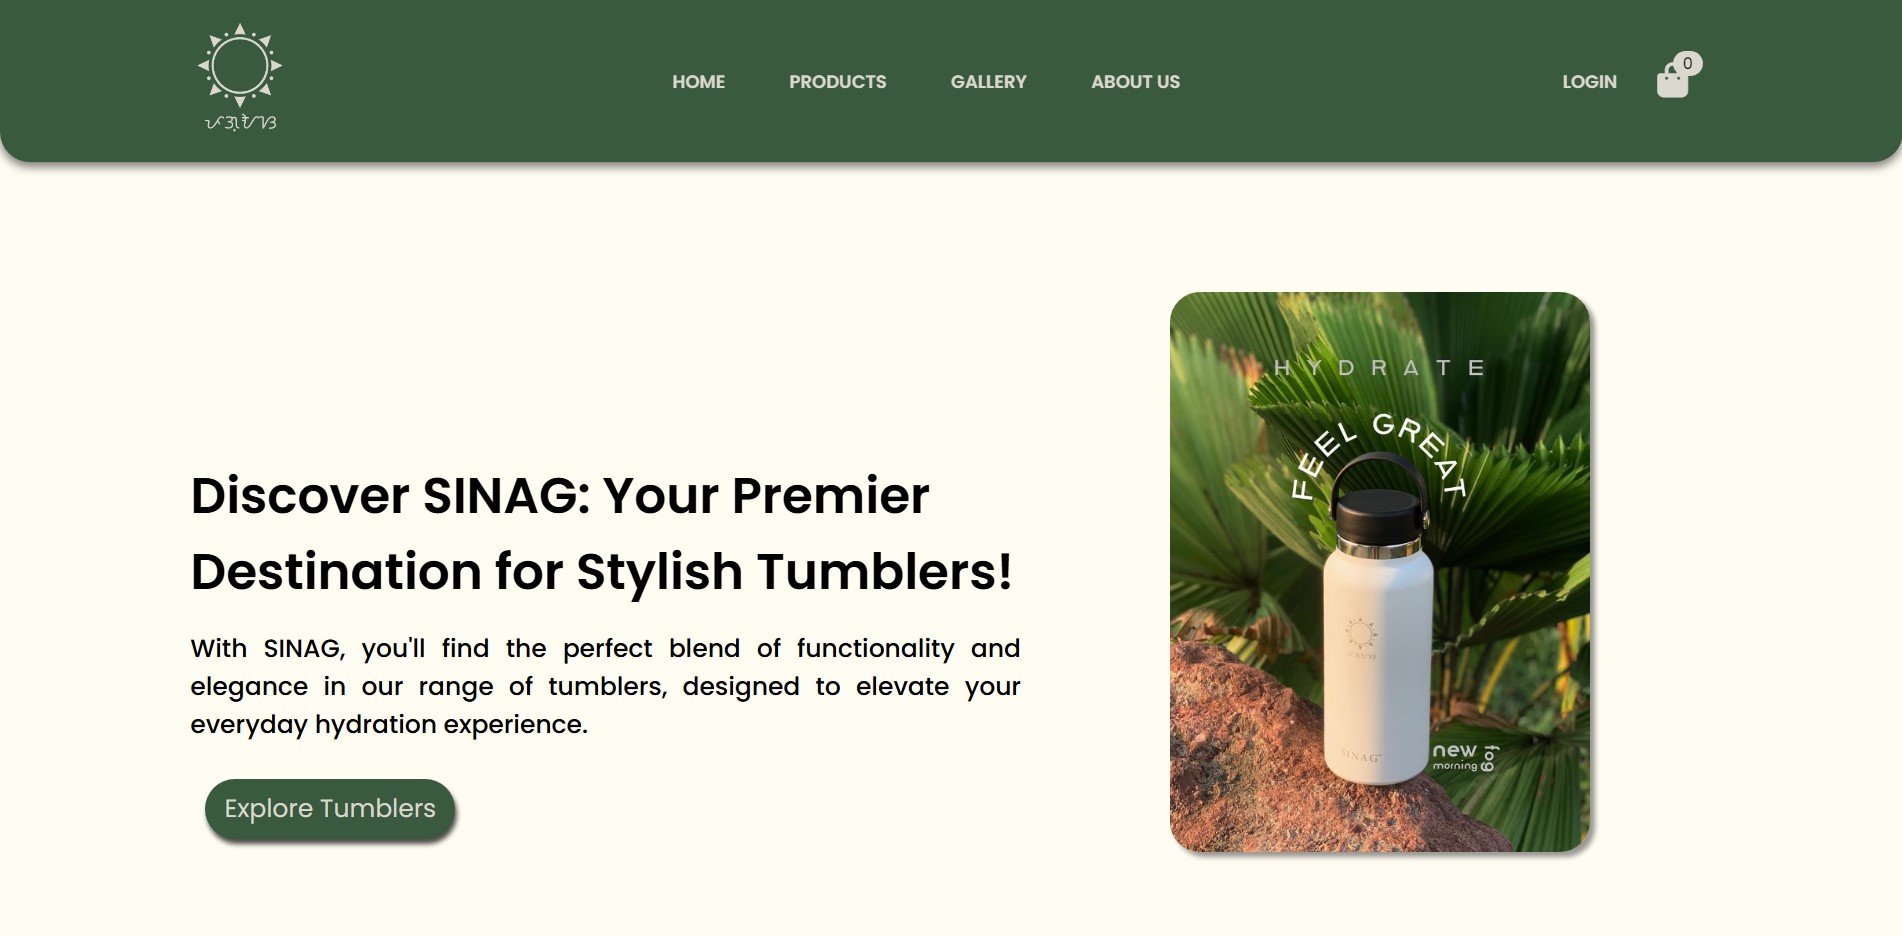 HOME
PRODUCTS
GALLERY
ABOUT US
LOGIN
0
HYDRATE
FEEL GREAT
Discover SINAG: Your Premier
Destination for Stylish Tumblers!
With SINAG, you'll find the perfect blend of functionality and
elegance in our range of tumblers, designed to elevate your
everyday hydration experience.
SINAG
new
morning
fog
Explore Tumblers